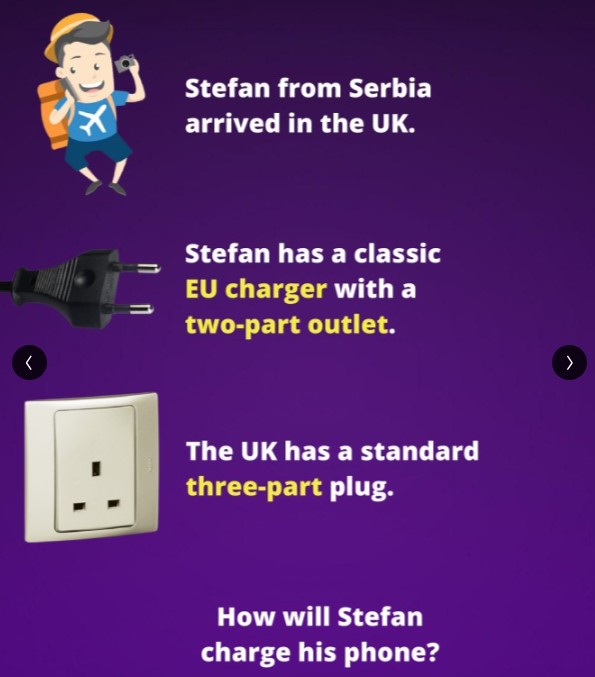 Stefan from Serbia
arrived in the UK.
Stefan has a classic
EU charger with a
two-part outlet.
The UK has a standard
three-part plug.
How will Stefan
charge his phone?